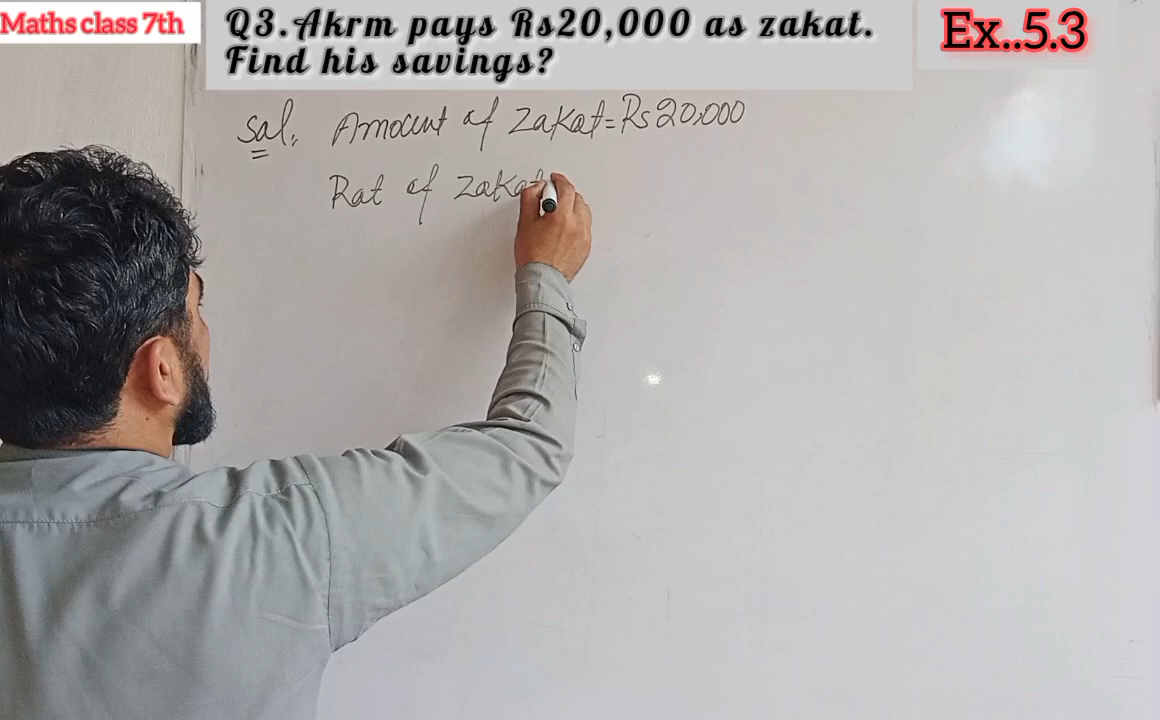 Maths class 7th
Q3.Akrm pays Rs20,000 as zakat.
Find his savings?
Ex..5.3
Sal:
Amount of Zakat=Rs20,000
Rat of Zakat